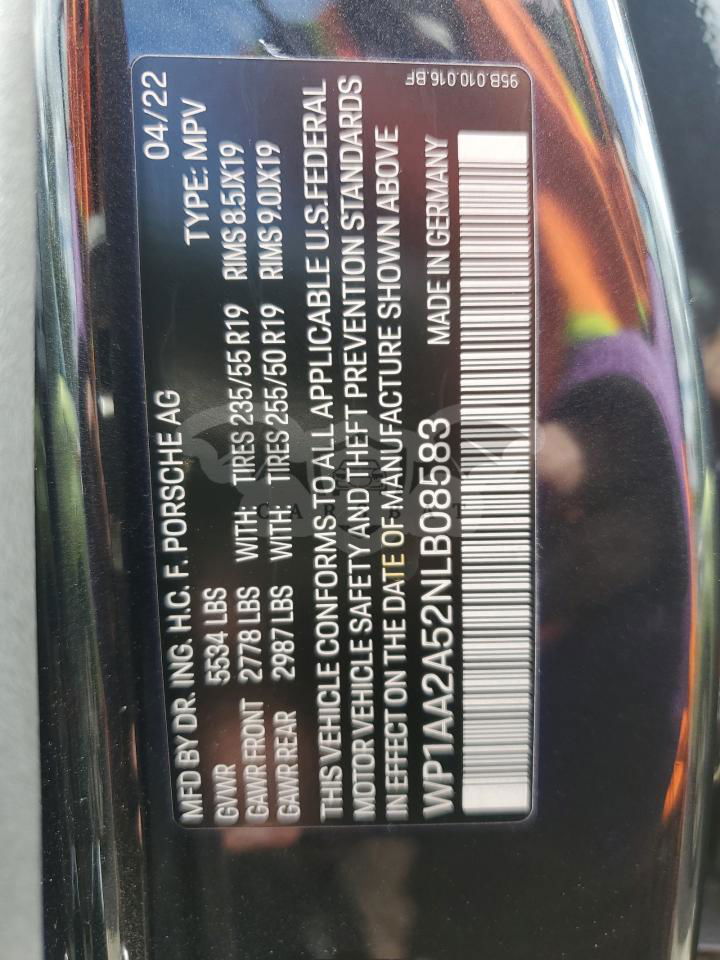 MFD BY DR. ING. H.C. F. PORSCHE AG 04/22
GVWR 5534 LBS TYPE: MPV
GAWR FRONT 2778 LBS WITH: TIRES 235/55 R19 RIMS 8.5JX19
GAWR REAR 2987 LBS WITH: TIRES 255/50 R19 RIMS 9.0JX19
THIS VEHICLE CONFORMS TO ALL APPLICABLE U.S.FEDERAL
MOTOR VEHICLE SAFETY AND THEFT PREVENTION STANDARDS
IN EFFECT ON THE DATE OF MANUFACTURE SHOWN ABOVE
WP1AA2A52NLB08583 MADE IN GERMANY
95B.010.016.BF